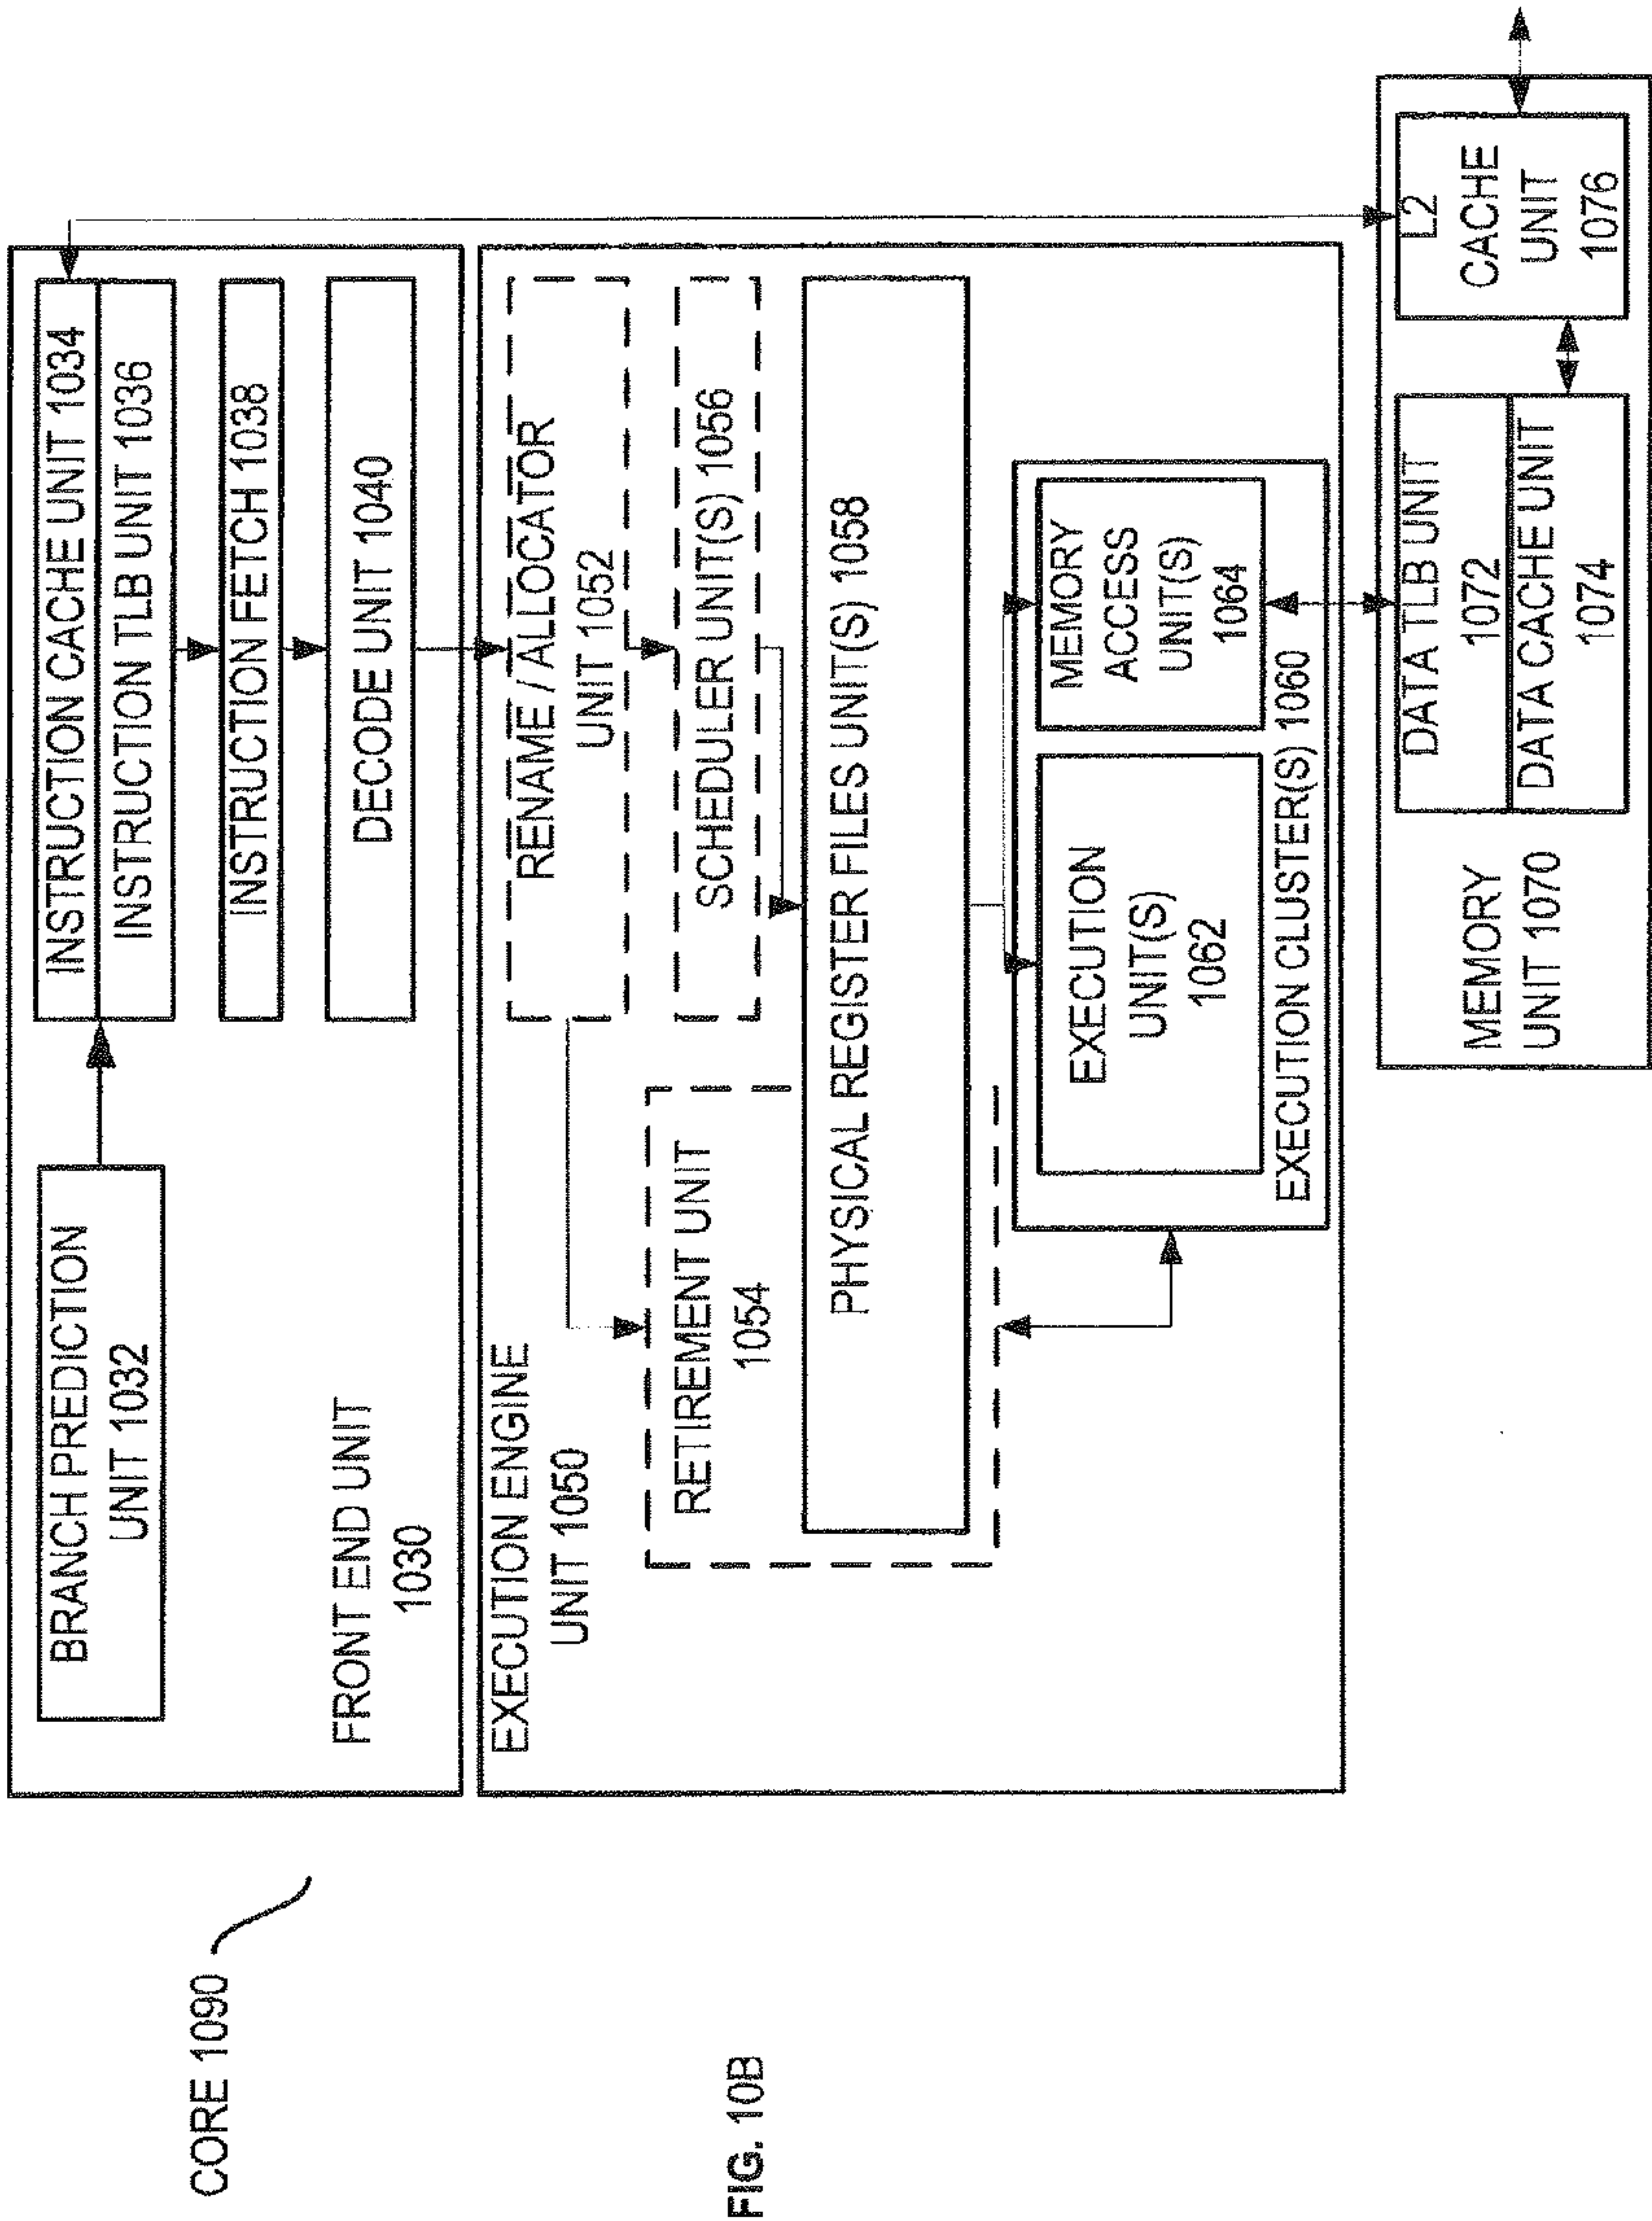 CORE 1090
BRANCH PREDICTION
UNIT 1032
INSTRUCTION CACHE UNIT 1034
INSTRUCTION TLB UNIT 1036
INSTRUCTION FETCH 1038
DECODE UNIT 1040
FRONT END UNIT
1030
EXECUTION ENGINE
UNIT 1050
RENAME / ALLOCATOR
UNIT 1052
RETIREMENT UNIT
1054
SCHEDULER UNIT(S) 1056
PHYSICAL REGISTER FILES UNIT(S) 1058
EXECUTION
UNIT(S)
1062
MEMORY
ACCESS
UNIT(S)
1064
EXECUTION CLUSTER(S) 1060
MEMORY
UNIT 1070
DATA TLB UNIT
1072
DATA CACHE UNIT
1074
L2
CACHE
UNIT
1076
FIG. 10B